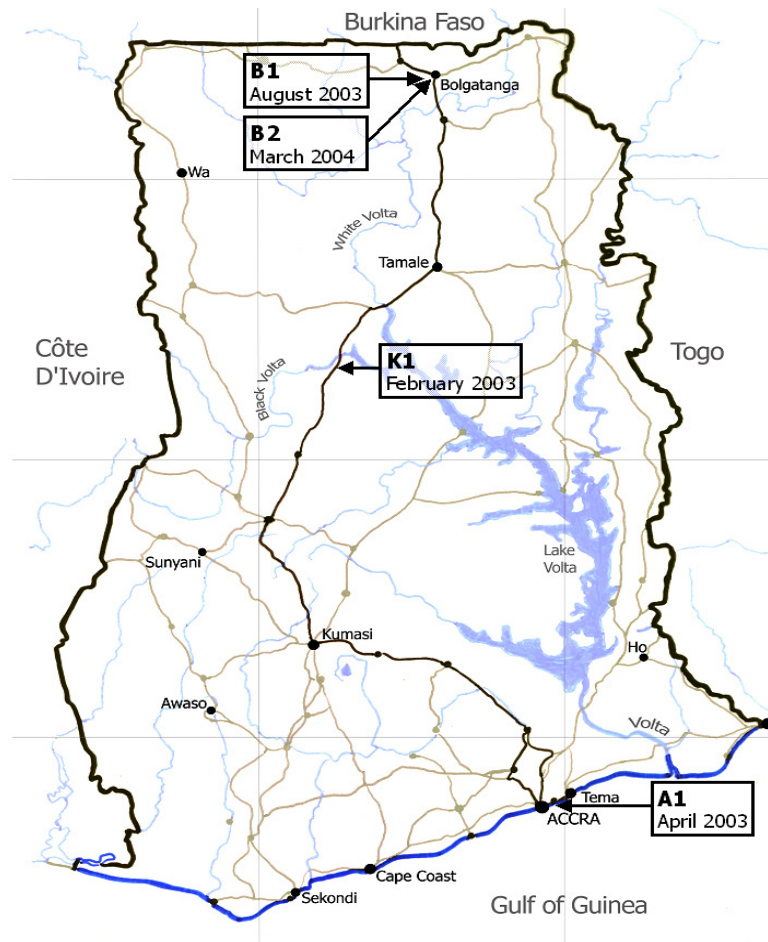 Burkina Faso
B1
August 2003
Bolgatanga
B2
March 2004
Wa
White Volta
Tamale
Côte
D'Ivoire
Togo
K1
February 2003
Black Volta
Sunyani
Lake
Volta
Kumasi
Ho
Awaso
Volta
Tema
A1
April 2003
ACCRA
Cape Coast
Sekondi
Gulf of Guinea